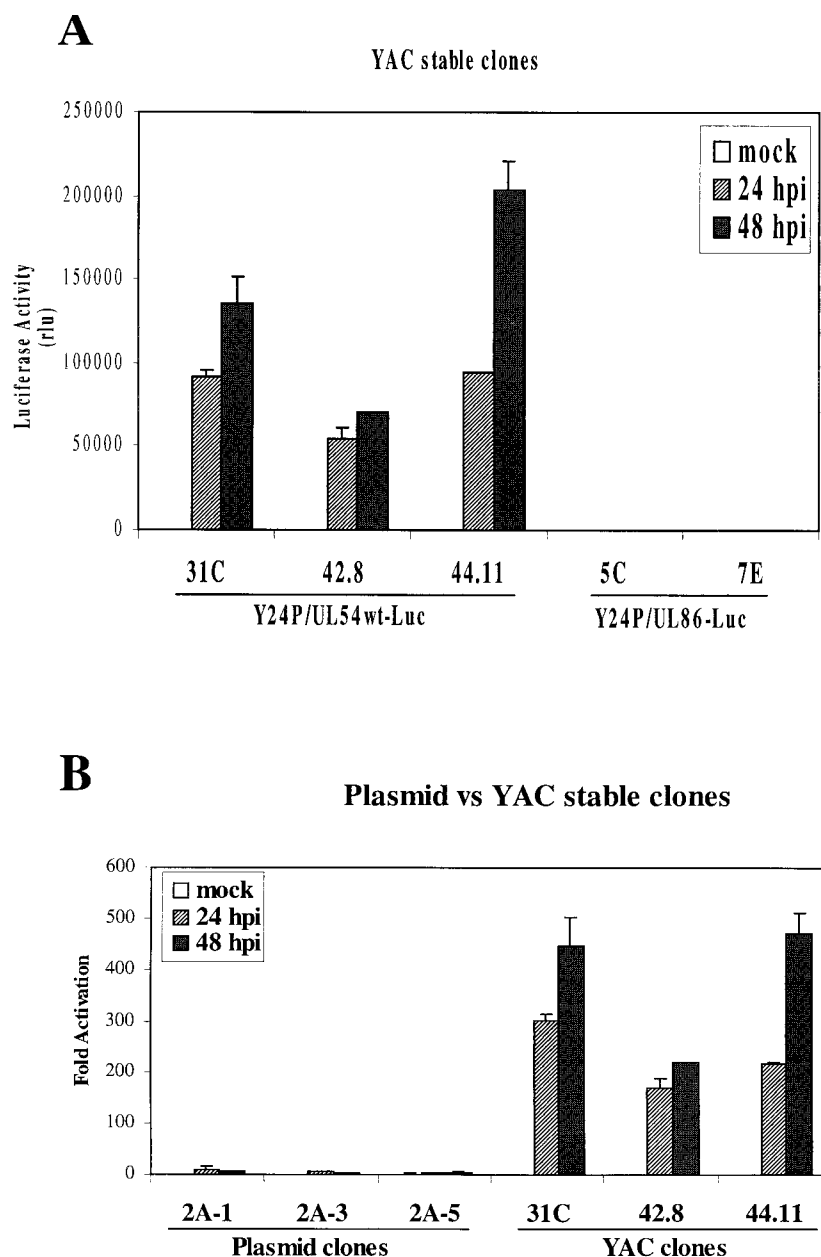 A
YAC stable clones
250000
200000
150000
100000
50000
0
Luciferase Activity
(rlu)
mock
24 hpi
48 hpi
31C 42.8 44.11 5C 7E
Y24P/UL54wt-Luc Y24P/UL86-Luc
B
Plasmid vs YAC stable clones
600
500
400
300
200
100
0
Fold Activation
mock
24 hpi
48 hpi
2A-1 2A-3 2A-5 31C 42.8 44.11
Plasmid clones YAC clones